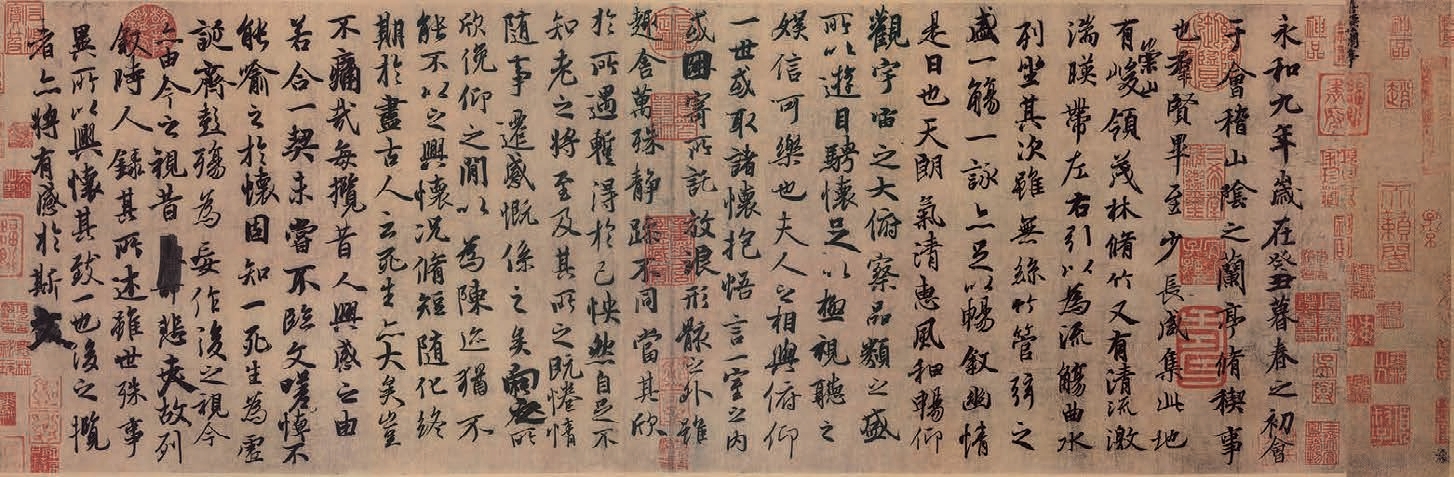 永和九年歲在癸丑暮春之初會
于會稽山陰之蘭亭脩稧事
也羣賢畢至少長咸集此地
有崇山峻領茂林脩竹又有清流激
湍暎帶左右引以為流觴曲水
列坐其次雖無絲竹管弦之
盛一觴一詠亦足以暢叙幽情
是日也天朗氣清惠風和暢仰
觀宇宙之大俯察品類之盛
所以遊目騁懷足以極視聽之
娛信可樂也夫人之相與俯仰
一世或取諸懷抱悟言一室之內
或因寄所託放浪形骸之外雖
趣舍萬殊靜躁不同當其欣
於所遇暫得於己怏然自足不
知老之將至及其所之既惓情
隨事遷感慨係之矣向之所
欣俛仰之閒以為陳迹猶不
能不以之興懷況脩短隨化終
期於盡古人云死生亦大矣豈
不痛哉每攬昔人興感之由
若合一契未嘗不臨文嗟悼不
能喻之於懷固知一死生為虛
誕齊彭殤為妄作後之視今
亦由今之視昔悲夫故列
叙時人錄其所述雖世殊事
異所以興懷其致一也後之攬
者亦將有感於斯文